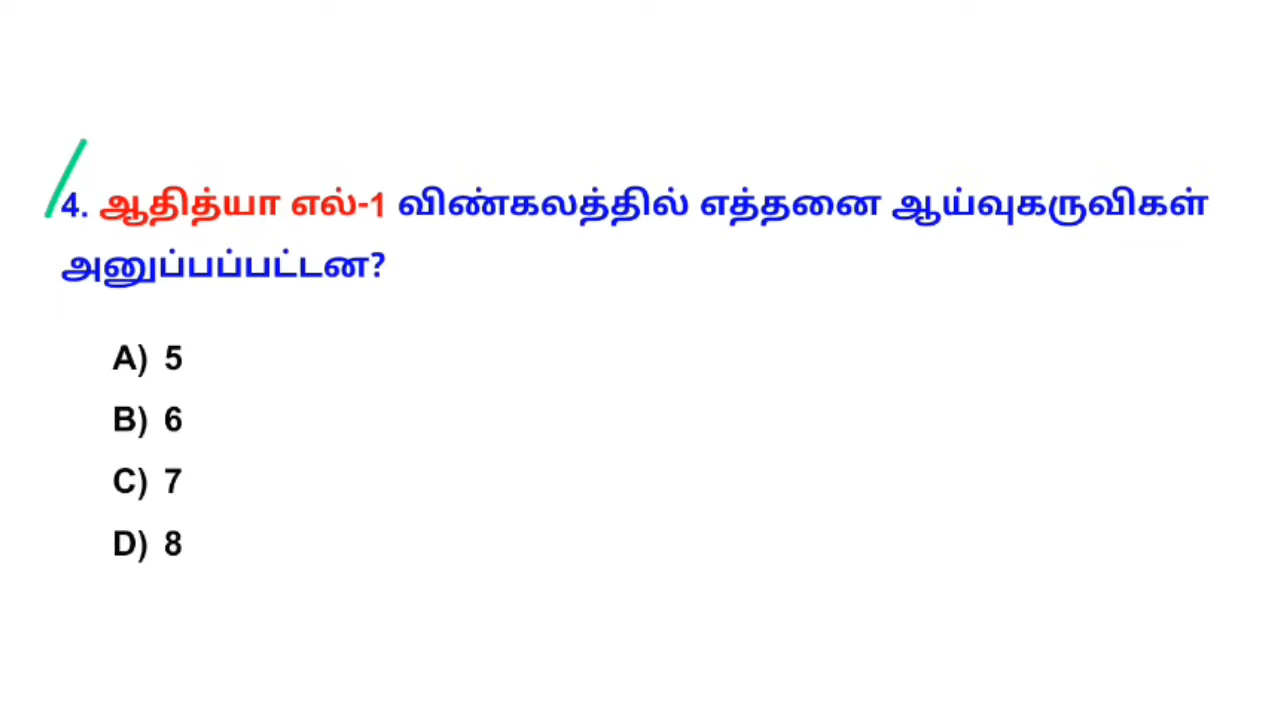 4. ஆதித்யா எல்-1 விண்கலத்தில் எத்தனை ஆய்வுகருவிகள்
அனுப்பப்பட்டன?
A) 5
B) 6
C) 7
D) 8